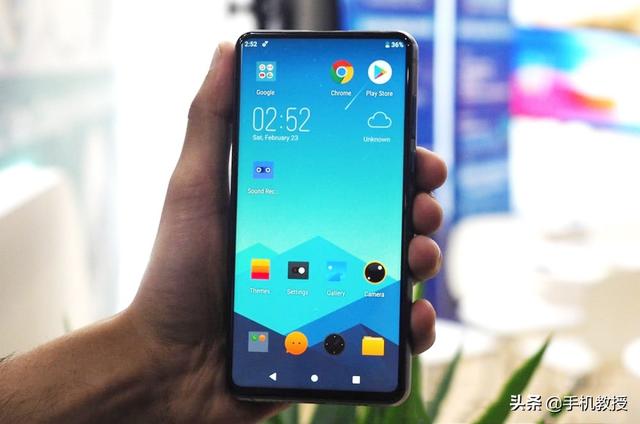 2:52 36%
Google Chrome Play Store
02:52
Sat, February 23
Unknown
Sound Rec...
Themes Settings Gallery Camera
头条 @手机教授